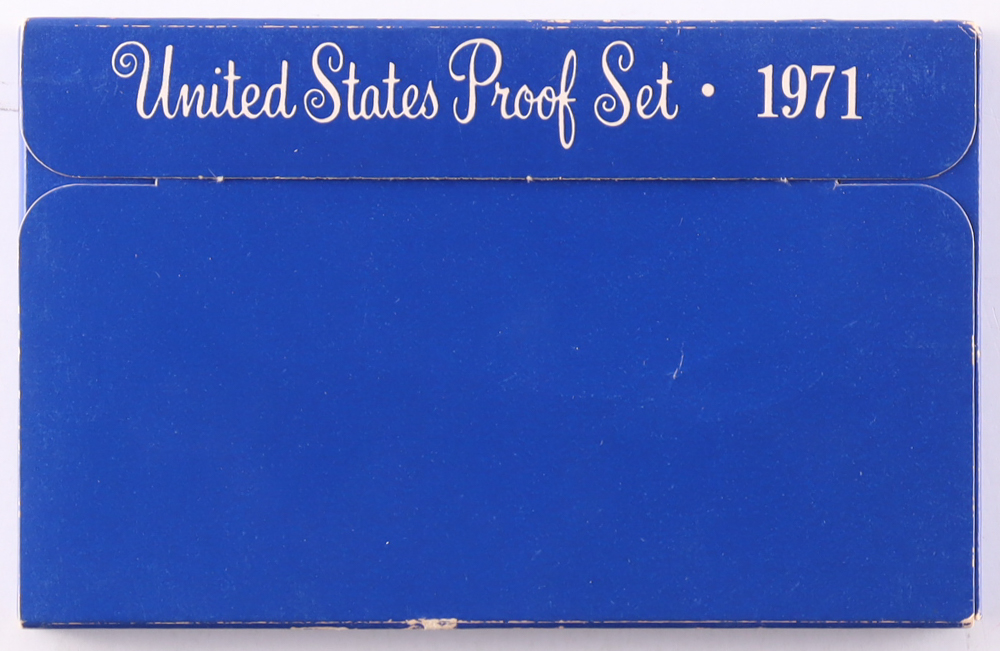 United States Proof Set • 1971